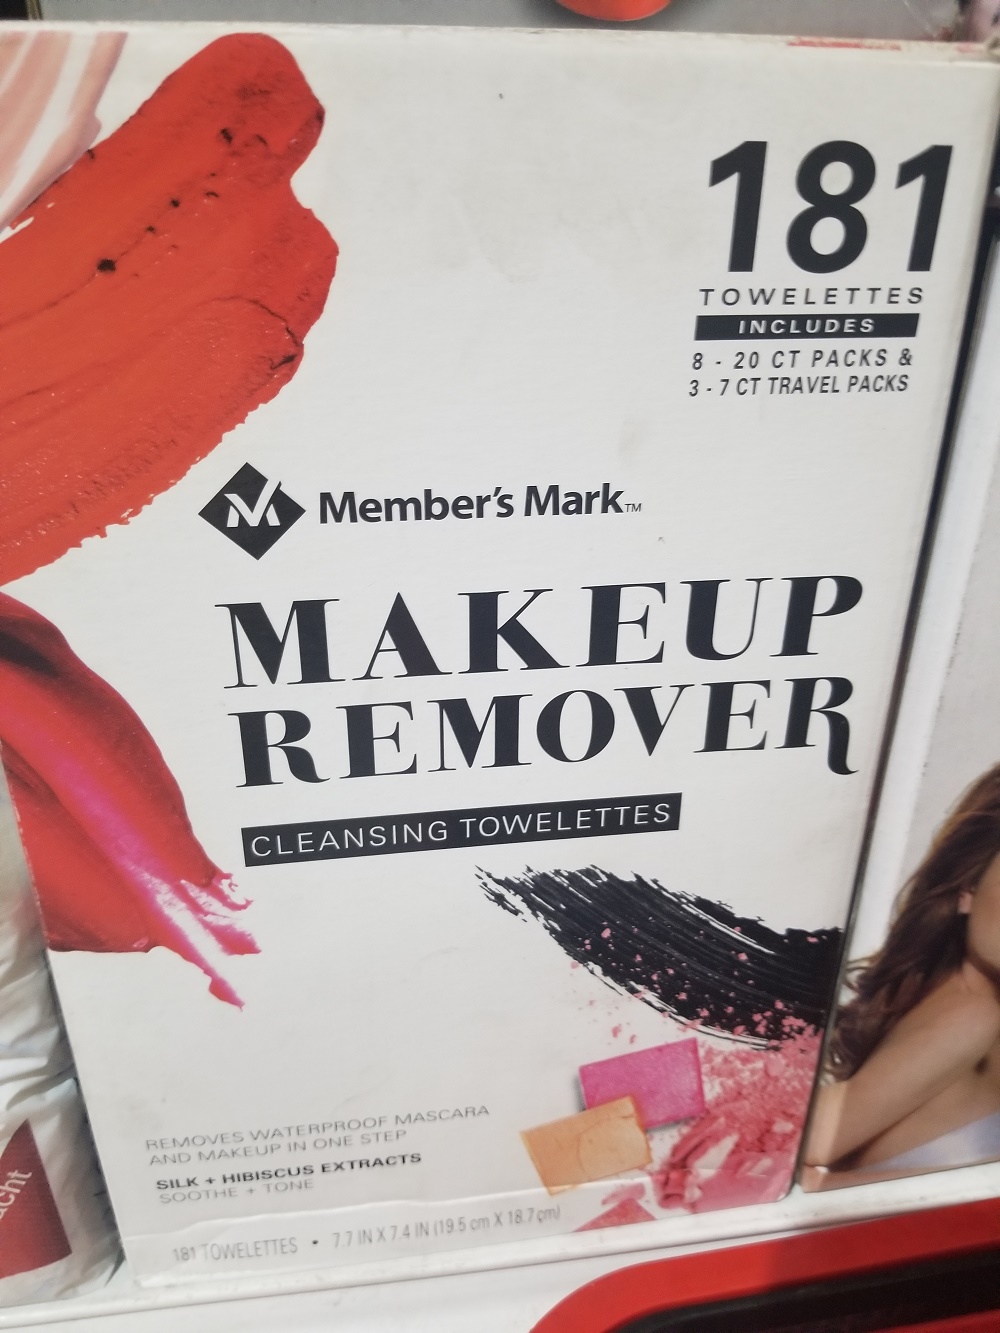 181
TOWELETTES
INCLUDES
8 - 20 CT PACKS &
3 - 7 CT TRAVEL PACKS
Member's Mark™
MAKEUP
REMOVER
CLEANSING TOWELETTES
REMOVES WATERPROOF MASCARA
AND MAKEUP IN ONE STEP
SILK + HIBISCUS EXTRACTS
SOOTHE + TONE
181 TOWELETTES • 7.7 IN X 7.4 IN (19.5 cm X 18.7 cm)